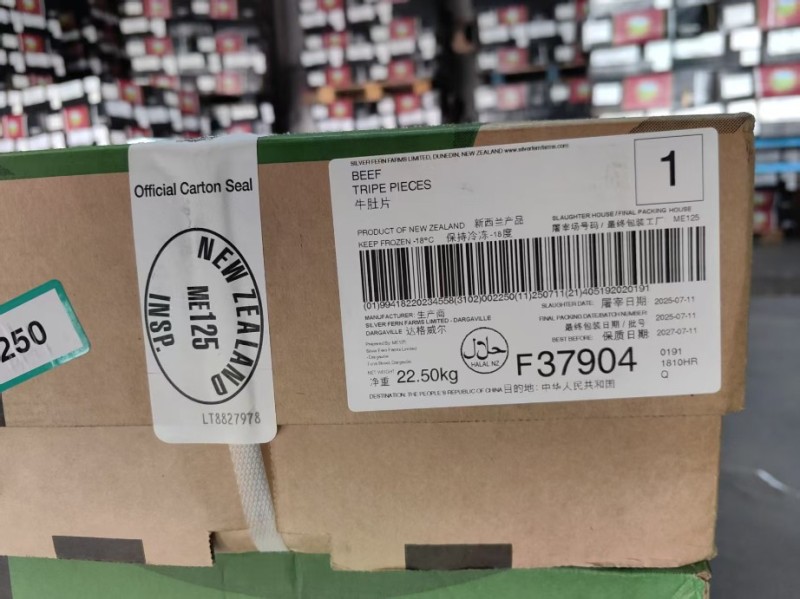 250
Official Carton Seal
NEW ZEALAND
ME125
INSP.
LT8827978
SILVER FERN FARMS LIMITED, DUNEDIN, NEW ZEALAND www.silverfernfarms.com
BEEF
TRIPE PIECES
牛肚片
1
PRODUCT OF NEW ZEALAND 新西兰产品
KEEP FROZEN -18°C 保持冷冻 -18度
SLAUGHTER HOUSE / FINAL PACKING HOUSE
屠宰场号码 / 最终包装工厂 ME125
(01)99418220234558(3102)002250(11)250711(21)405192020191
MANUFACTURER: 生产商
SILVER FERN FARMS LIMITED - DARGAVILLE
DARGAVILLE 达格威尔
SLAUGHTER DATE: 屠宰日期 2025-07-11
FINAL PACKING DATE/BATCH NUMBER:
最终包装日期 / 批号 2025-07-11
BEST BEFORE: 保质日期 2027-07-11
NET WEIGHT
净重 22.50kg
حلال
HALAL NZ
F37904
0191
1810HR
Q
DESTINATION: THE PEOPLE'S REPUBLIC OF CHINA 目的地: 中华人民共和国